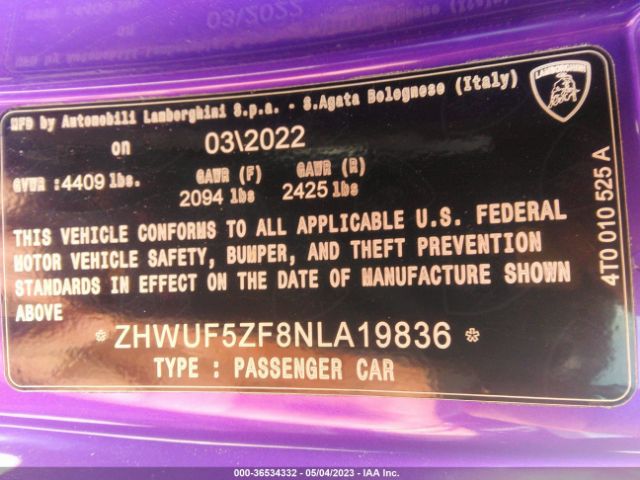 MFD by Automobili Lamborghini S.p.a. - S.Agata Bolognese (Italy)
LAMBORGHINI
on 03\2022
GVWR :4409 lbs. GAWR (F) 2094 lbs GAWR (R) 2425 lbs
THIS VEHICLE CONFORMS TO ALL APPLICABLE U.S. FEDERAL
MOTOR VEHICLE SAFETY, BUMPER, AND THEFT PREVENTION
STANDARDS IN EFFECT ON THE DATE OF MANUFACTURE SHOWN
ABOVE
* ZHWUF5ZF8NLA19836 *
TYPE : PASSENGER CAR
4T0 010 525 A
000-36534332 - 05/04/2023 - IAA Inc.